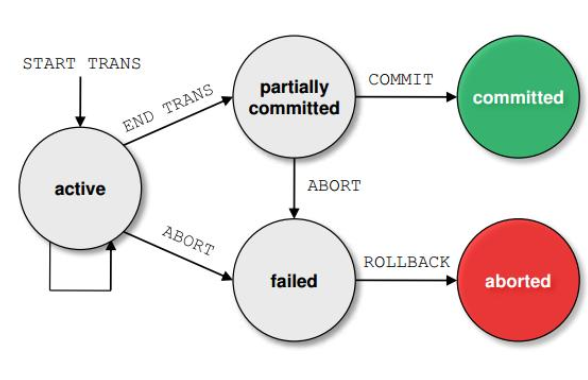 START TRANS
END TRANS
partially
committed
COMMIT
committed
active
ABORT
ABORT
failed
ROLLBACK
aborted